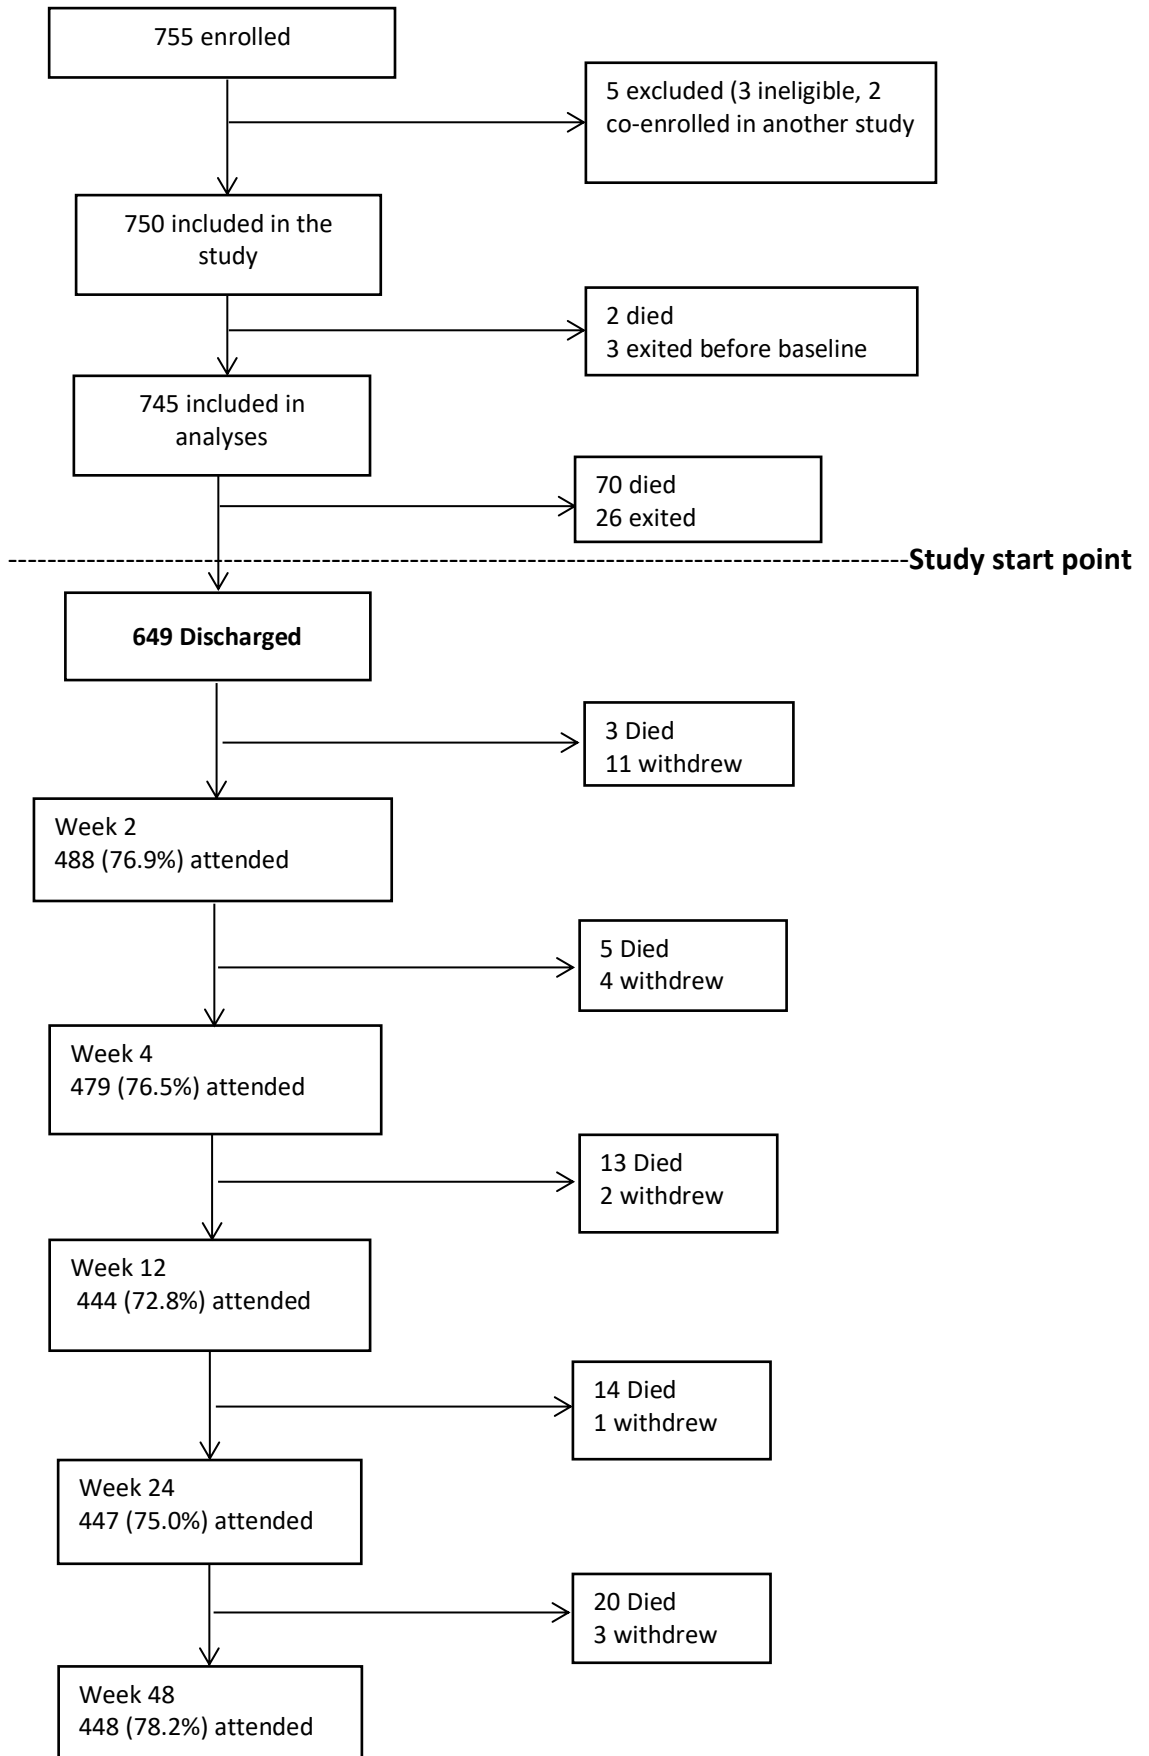 755 enrolled
5 excluded (3 ineligible, 2
co-enrolled in another study
750 included in the
study
2 died
3 exited before baseline
745 included in
analyses
70 died
26 exited
Study start point
649 Discharged
3 Died
11 withdrew
Week 2
488 (76.9%) attended
5 Died
4 withdrew
Week 4
479 (76.5%) attended
13 Died
2 withdrew
Week 12
444 (72.8%) attended
14 Died
1 withdrew
Week 24
447 (75.0%) attended
20 Died
3 withdrew
Week 48
448 (78.2%) attended